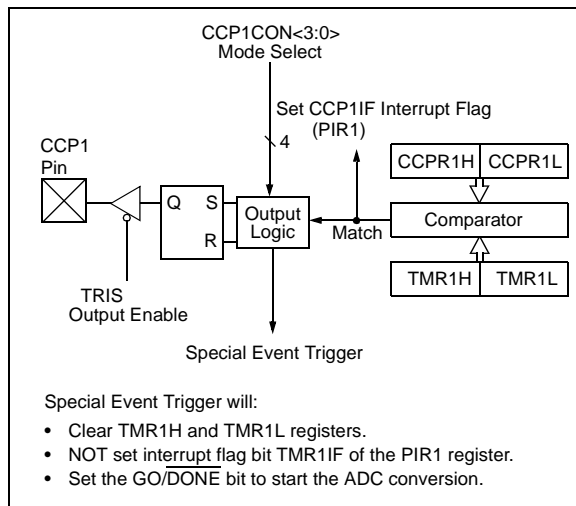 CCP1CON<3:0>
Mode Select
Set CCP1IF Interrupt Flag
(PIR1)
4
CCP1
Pin
CCPR1H CCPR1L
Q S
R
Output
Logic
Match
Comparator
TRIS
Output Enable
TMR1H TMR1L
Special Event Trigger
Special Event Trigger will:
• Clear TMR1H and TMR1L registers.
• NOT set interrupt flag bit TMR1IF of the PIR1 register.
• Set the GO/DONE bit to start the ADC conversion.